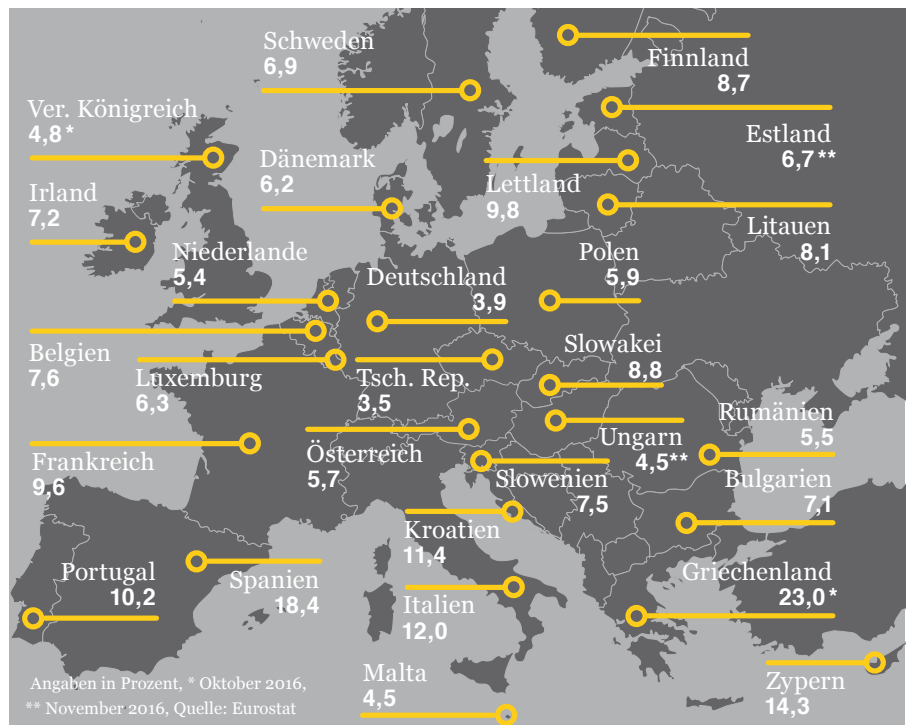 Schweden
6,9
Finnland
8,7
Ver. Königreich
4,8*
Estland
6,7**
Dänemark
6,2
Lettland
9,8
Irland
7,2
Litauen
8,1
Niederlande
5,4
Deutschland
3,9
Polen
5,9
Belgien
7,6
Luxemburg
6,3
Tsch. Rep.
3,5
Slowakei
8,8
Rumänien
5,5
Frankreich
9,6
Österreich
5,7
Ungarn
4,5**
Slowenien
7,5
Bulgarien
7,1
Kroatien
11,4
Portugal
10,2
Spanien
18,4
Italien
12,0
Griechenland
23,0*
Malta
4,5
Zypern
14,3
Angaben in Prozent, * Oktober 2016,
** November 2016, Quelle: Eurostat